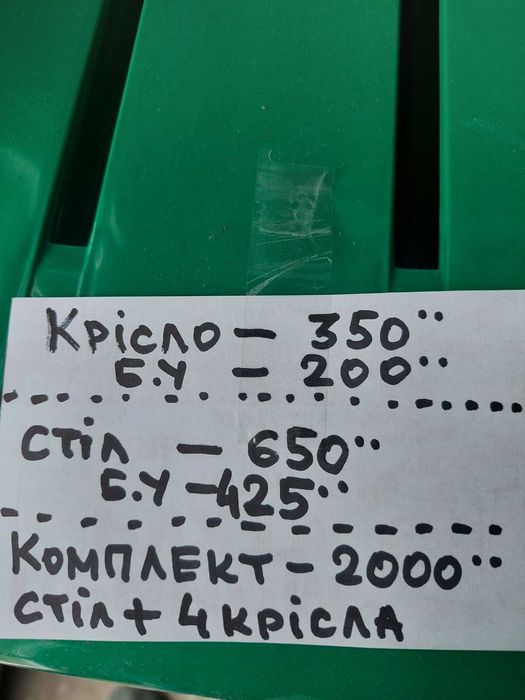 Крісло – 350''
Б.У = 200''
Стіл – 650''
Б.У – 425''
Комплект – 2000''
Стіл + 4 крісла